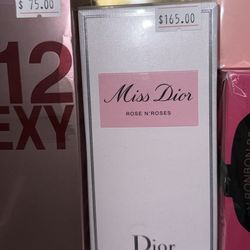 $ 75.00
$165.00
12
EXY
Miss Dior
ROSE N'ROSES
Dior